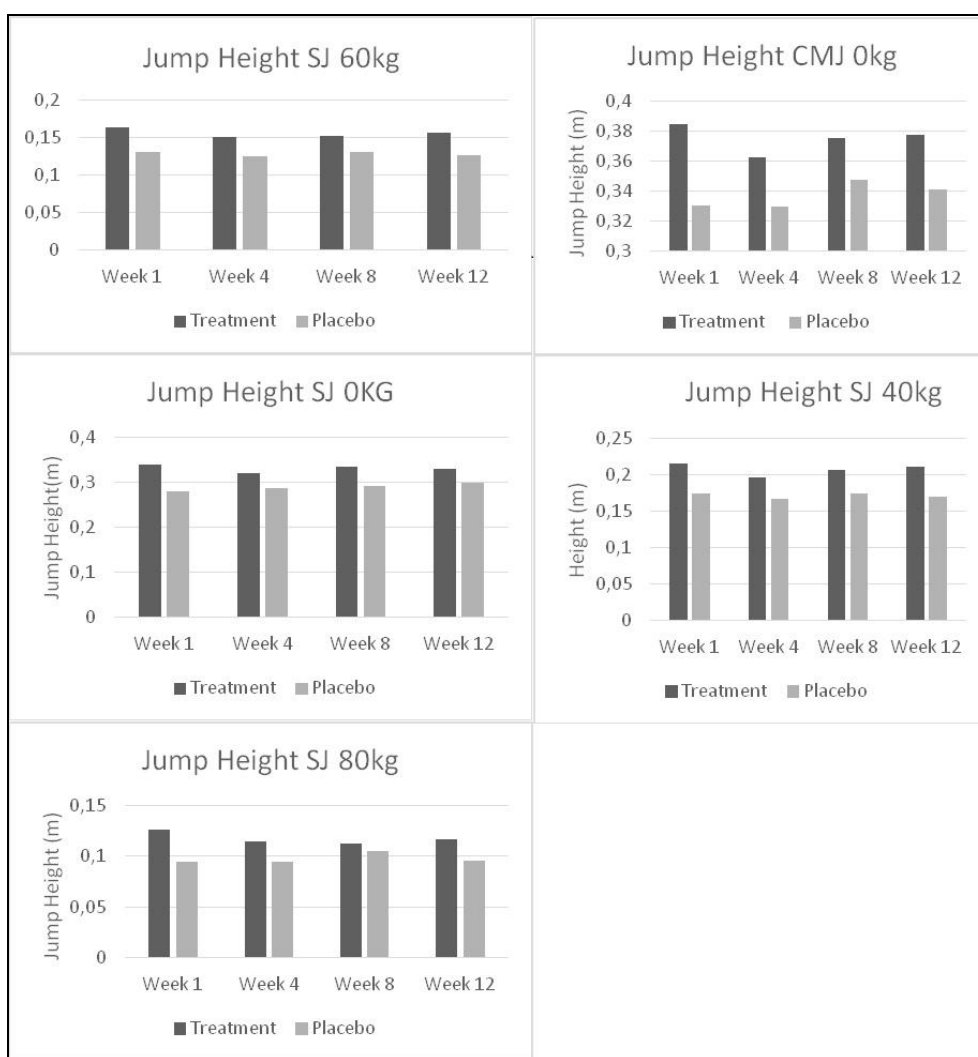 Jump Height SJ 60kg
0,2
0,15
0,1
0,05
0
Week 1 Week 4 Week 8 Week 12
Treatment Placebo
Jump Height CMJ 0kg
Jump Height (m)
0,4
0,38
0,36
0,34
0,32
0,3
Week 1 Week 4 Week 8 Week 12
Treatment Placebo
Jump Height SJ 0KG
Jump Height(m)
0,4
0,3
0,2
0,1
0
Week 1 Week 4 Week 8 Week 12
Treatment Placebo
Jump Height SJ 40kg
Height (m)
0,25
0,2
0,15
0,1
0,05
0
Week 1 Week 4 Week 8 Week 12
Treatment Placebo
Jump Height SJ 80kg
Jump Height (m)
0,15
0,1
0,05
0
Week 1 Week 4 Week 8 Week 12
Treatment Placebo